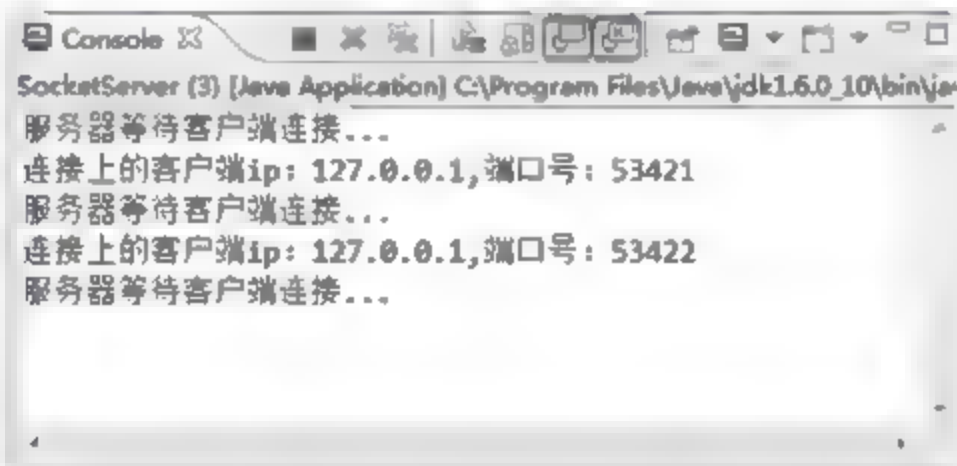 Console
SocketServer (3) [Java Application] C:\Program Files\Java\jdk1.6.0_10\bin\ja
服务器等待客户端连接...
连接上的客户端ip: 127.0.0.1,端口号: 53421
服务器等待客户端连接...
连接上的客户端ip: 127.0.0.1,端口号: 53422
服务器等待客户端连接...